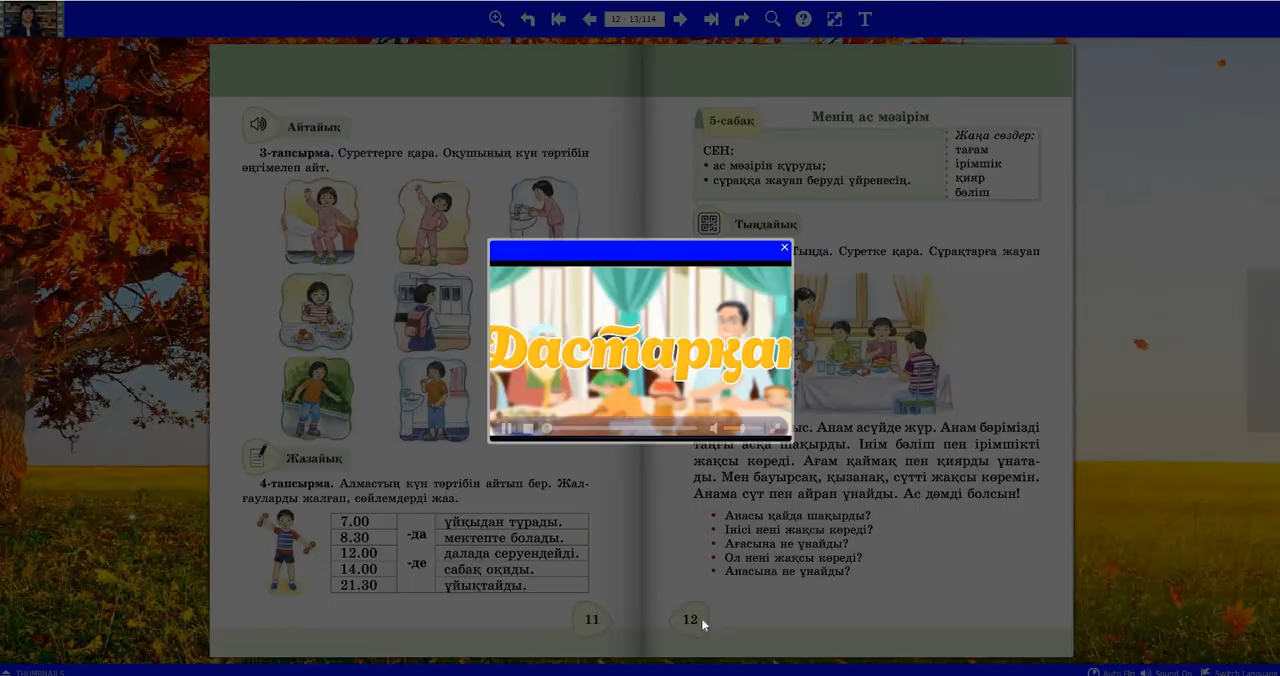 12 - 13/114
Айтайық
3-тапсырма. Суреттерге қара. Оқушының күн тәртібін
әңгімелеп айт.
Жазайық
4-тапсырма. Алмастың күн тәртібін айтып бер. Жал-
ғауларды жалғап, сөйлемдерді жаз.
7.00 ұйқыдан тұрады.
8.30 -да мектепте болады.
12.00 далада серуендейді.
14.00 -де сабақ оқиды.
21.30 ұйықтайды.
11
5-сабақ
Менің ас мәзірім
СЕН:
• ас мәзірін құруды;
• сұраққа жауап беруді үйренесің.
Жаңа сөздер:
тағам
ірімшік
қияр
бәліш
Тыңдайық
Тыңда. Суретке қара. Сұрақтарға жауап
Дастарқан
ыс. Анам асүйде жүр. Анам бәрімізді
таңғы асқа шақырды. Інім бәліш пен ірімшікті
жақсы көреді. Ағам қаймақ пен қиярды ұната-
ды. Мен бауырсақ, қызанақ, сүтті жақсы көремін.
Анама сүт пен айран ұнайды. Ас дәмді болсын!
• Анасы қайда шақырды?
• Інісі нені жақсы көреді?
• Ағасына не ұнайды?
• Ол нені жақсы көреді?
• Анасына не ұнайды?
12
THUMBNAILS
Auto Flip Sound On Switch Language